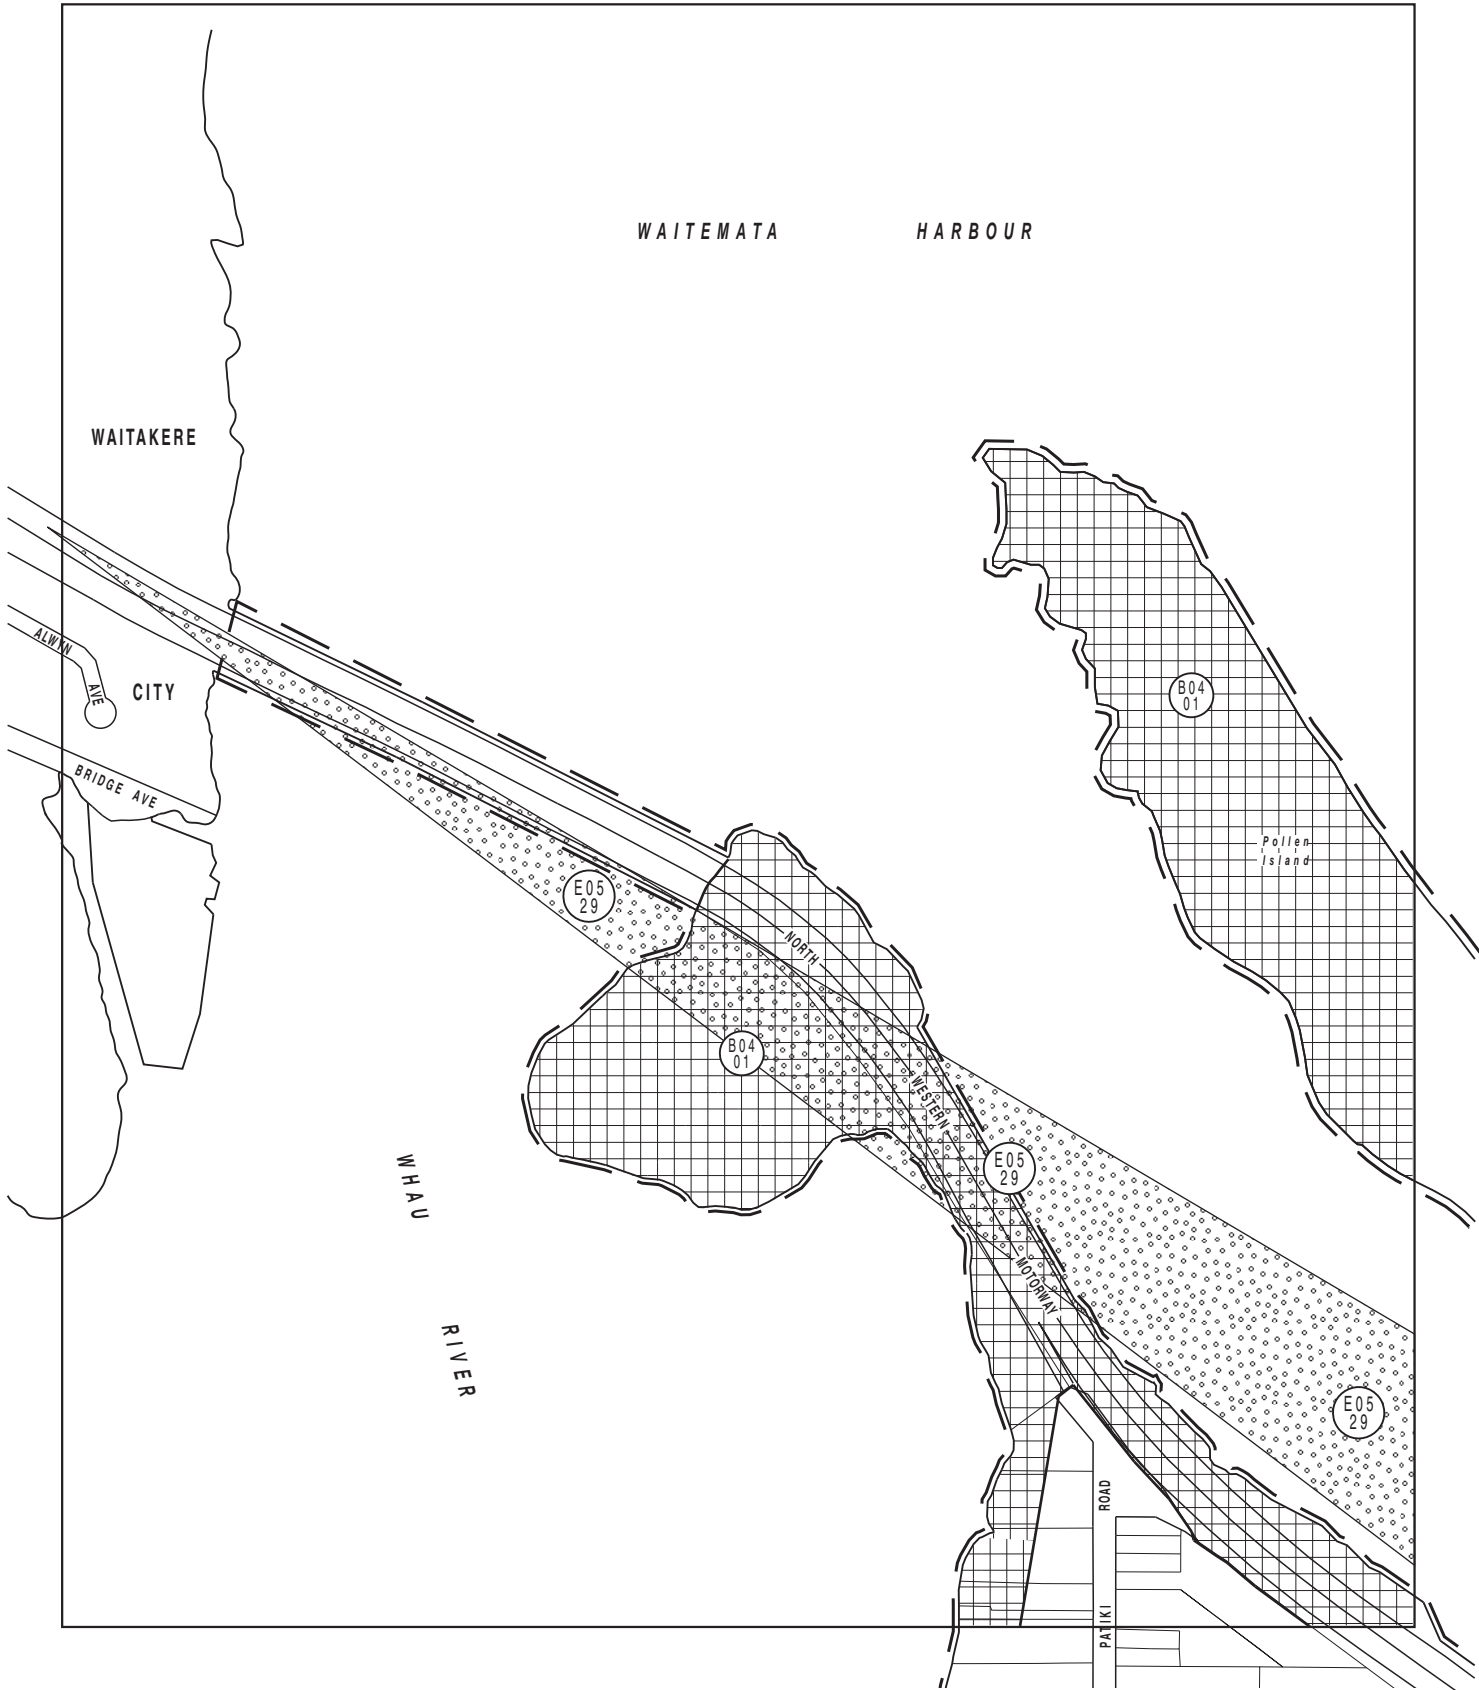 WAITEMATA HARBOUR
WAITAKERE
CITY
ALWYN
AVE
BRIDGE AVE
B04
01
Pollen
Island
E05
29
NORTH
WESTERN
MOTORWAY
B04
01
E05
29
WHAU
RIVER
E05
29
PATIKI ROAD